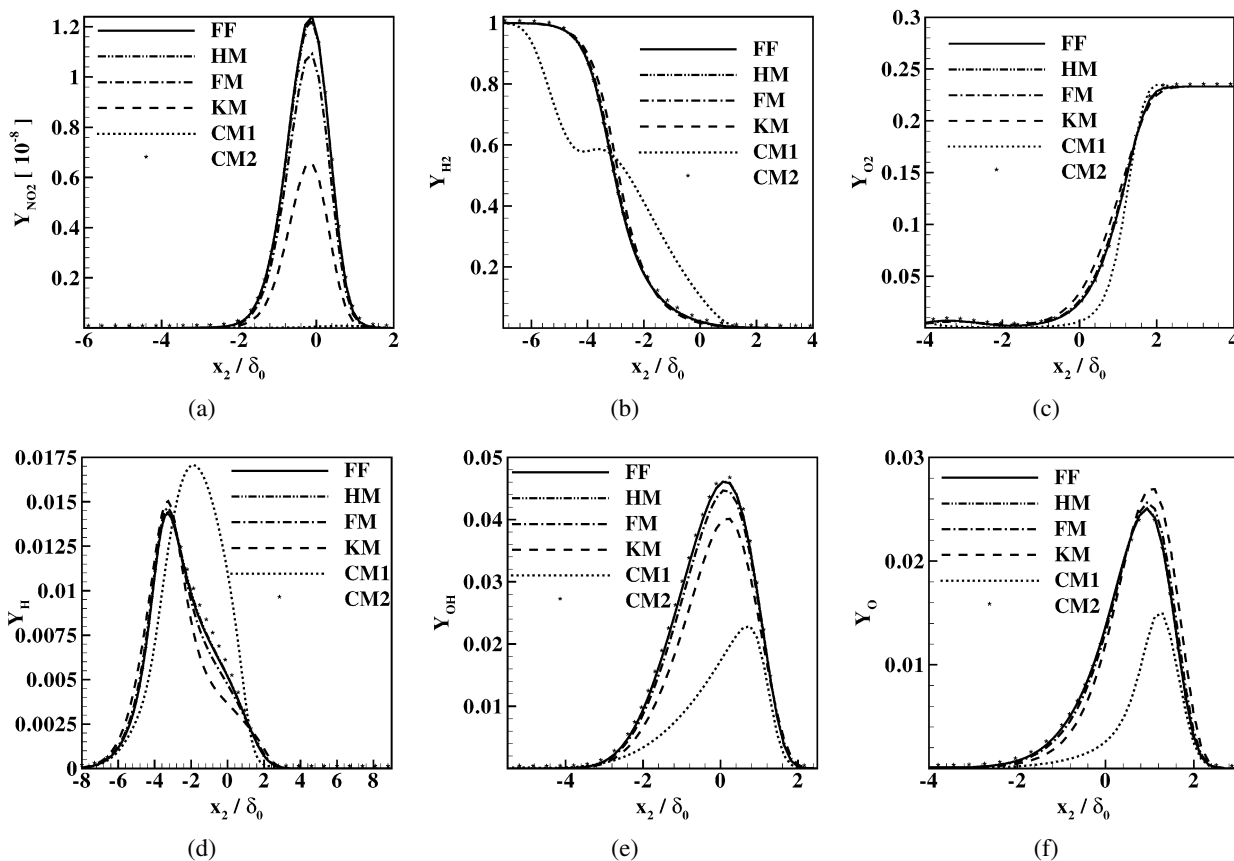 1.2
1
0.8
0.6
0.4
0.2
Y_NO2 [ 10^-8 ]
FF
HM
FM
KM
CM1
CM2
-6 -4 -2 0 2
x_2 / δ_0
(a)
1
0.8
0.6
0.4
0.2
Y_H2
FF
HM
FM
KM
CM1
CM2
-6 -4 -2 0 2 4
x_2 / δ_0
(b)
0.3
0.25
0.2
0.15
0.1
0.05
Y_O2
FF
HM
FM
KM
CM1
CM2
-4 -2 0 2 4
x_2 / δ_0
(c)
0.0175
0.015
0.0125
0.01
0.0075
0.005
0.0025
0
Y_H
FF
HM
FM
KM
CM1
CM2
-8 -6 -4 -2 0 2 4 6 8
x_2 / δ_0
(d)
0.05
0.04
0.03
0.02
0.01
Y_OH
FF
HM
FM
KM
CM1
CM2
-4 -2 0 2
x_2 / δ_0
(e)
0.03
0.02
0.01
Y_O
FF
HM
FM
KM
CM1
CM2
-4 -2 0 2
x_2 / δ_0
(f)